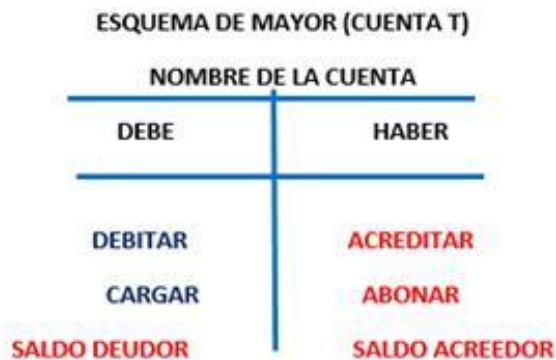 ESQUEMA DE MAYOR (CUENTA T)
NOMBRE DE LA CUENTA
DEBE HABER
DEBITAR ACREDITAR
CARGAR ABONAR
SALDO DEUDOR SALDO ACREEDOR